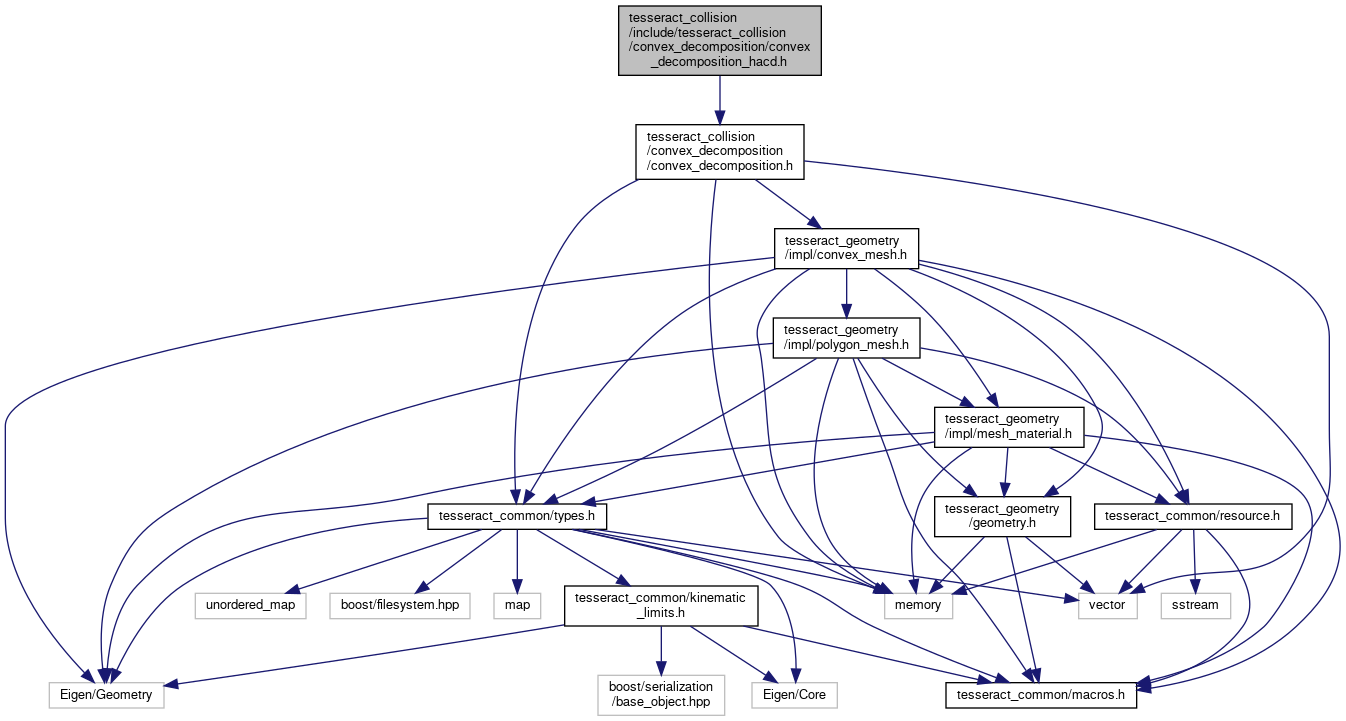 tesseract_collision
/include/tesseract_collision
/convex_decomposition/convex
_decomposition_hacd.h
tesseract_collision
/convex_decomposition
/convex_decomposition.h
tesseract_geometry
/impl/convex_mesh.h
tesseract_geometry
/impl/polygon_mesh.h
tesseract_geometry
/impl/mesh_material.h
tesseract_common/types.h
tesseract_geometry
/geometry.h
tesseract_common/resource.h
unordered_map
boost/filesystem.hpp
map
tesseract_common/kinematic
_limits.h
memory
vector
sstream
Eigen/Geometry
boost/serialization
/base_object.hpp
Eigen/Core
tesseract_common/macros.h